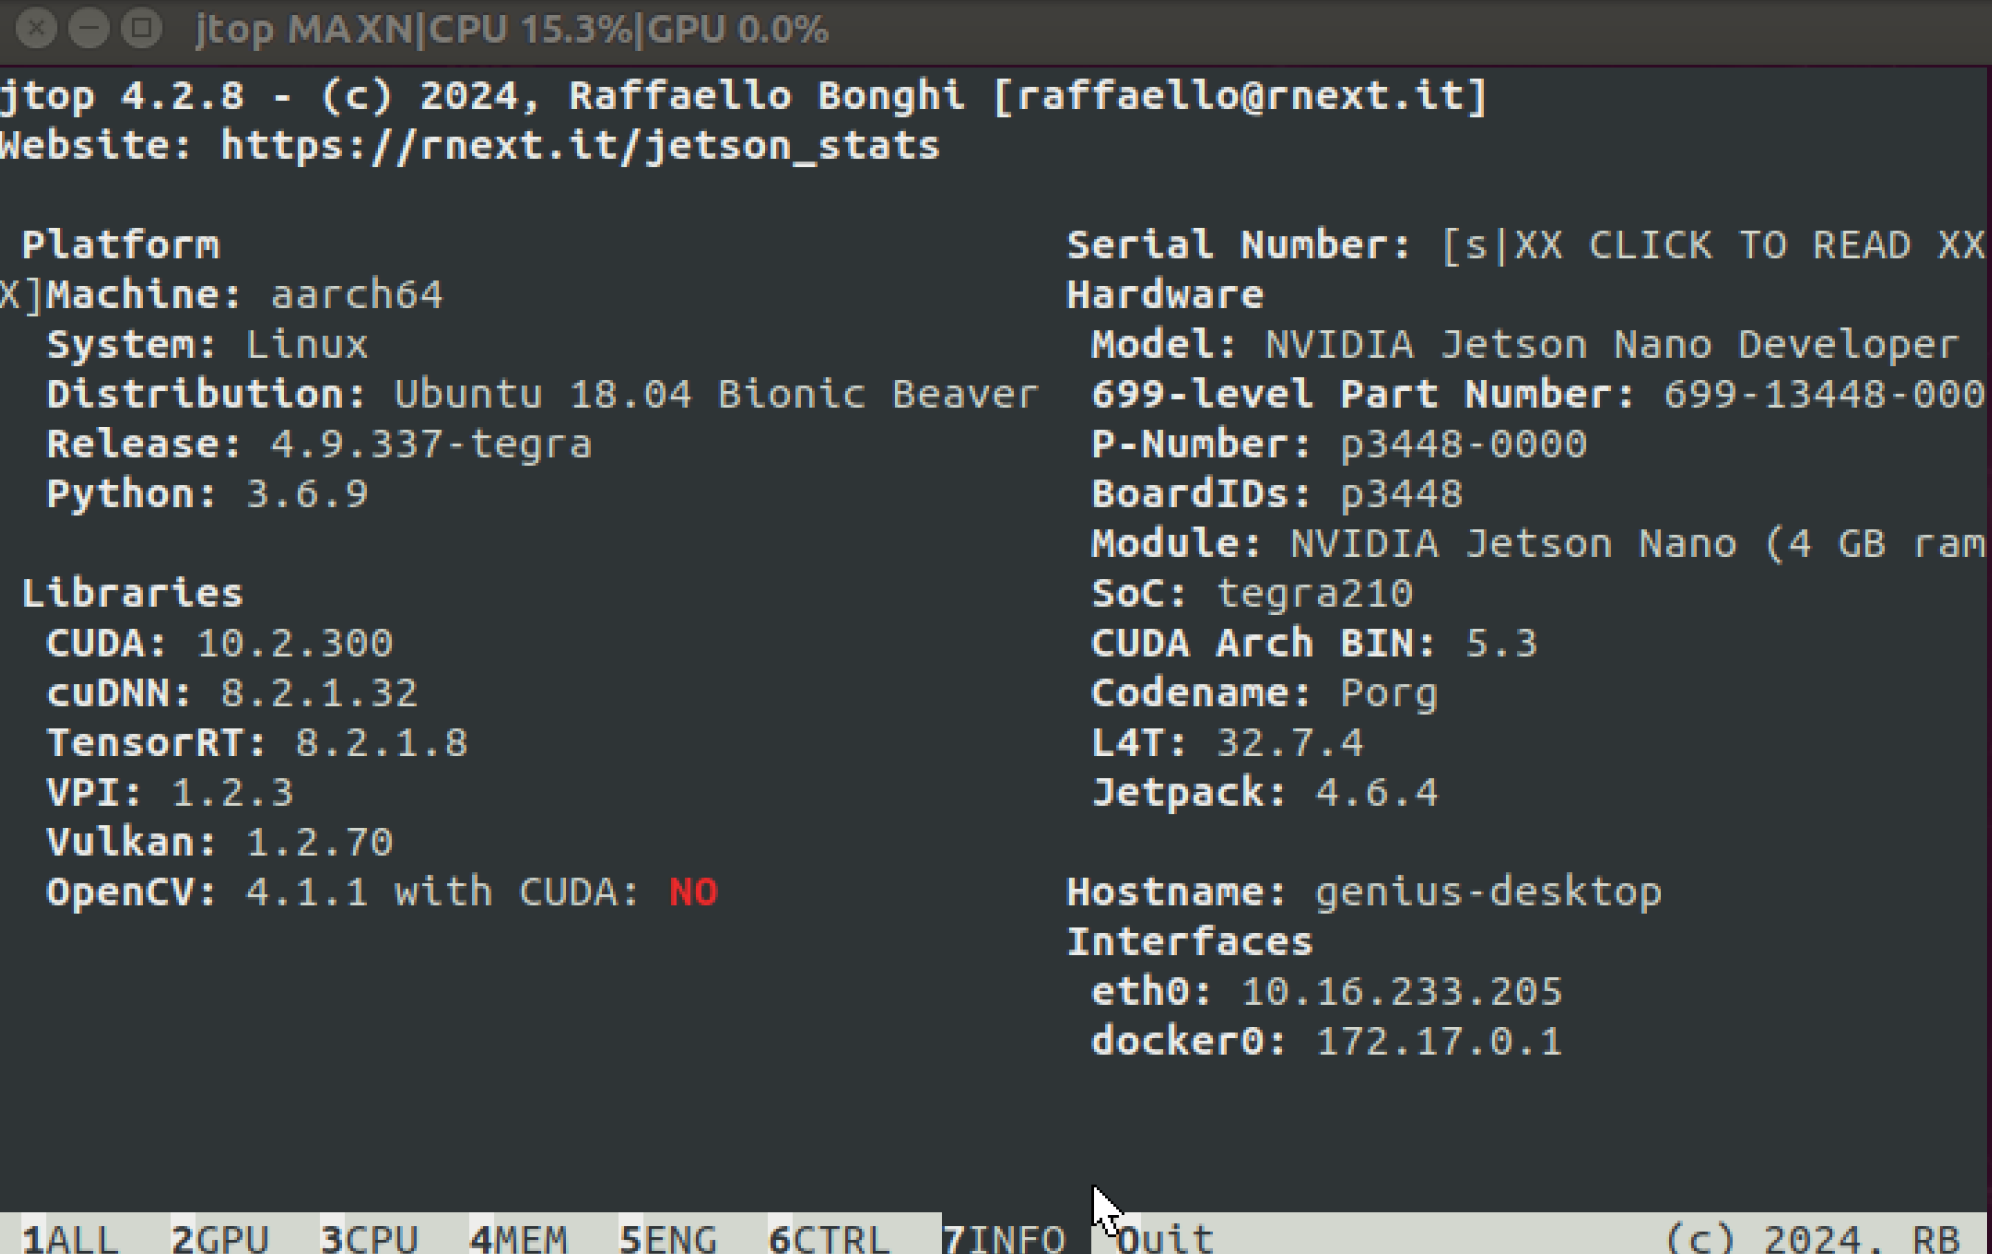 jtop MAXN|CPU 15.3%|GPU 0.0%
jtop 4.2.8 - (c) 2024, Raffaello Bonghi [raffaello@rnext.it]
Website: https://rnext.it/jetson_stats
Platform
X]Machine: aarch64
System: Linux
Distribution: Ubuntu 18.04 Bionic Beaver
Release: 4.9.337-tegra
Python: 3.6.9
Libraries
CUDA: 10.2.300
cuDNN: 8.2.1.32
TensorRT: 8.2.1.8
VPI: 1.2.3
Vulkan: 1.2.70
OpenCV: 4.1.1 with CUDA: NO
Serial Number: [s|XX CLICK TO READ XX
Hardware
Model: NVIDIA Jetson Nano Developer
699-level Part Number: 699-13448-000
P-Number: p3448-0000
BoardIDs: p3448
Module: NVIDIA Jetson Nano (4 GB ram
SoC: tegra210
CUDA Arch BIN: 5.3
Codename: Porg
L4T: 32.7.4
Jetpack: 4.6.4
Hostname: genius-desktop
Interfaces
eth0: 10.16.233.205
docker0: 172.17.0.1
1ALL 2GPU 3CPU 4MEM 5ENG 6CTRL 7INFO Quit (c) 2024, RB